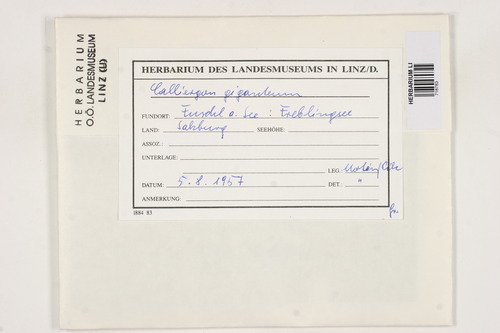 HERBARIUM
O.Ö. LANDESMUSEUM
LINZ (LI)
HERBARIUM LI
HERBARIUM DES LANDESMUSEUMS IN LINZ/D.
Calliergon giganteum
FUNDORT: a. See :
LAND: Salzburg SEEHÖHE:
ASSOZ.:
UNTERLAGE:
LEG.
DATUM: 5.8.1957 DET. "
ANMERKUNG:
1884 83